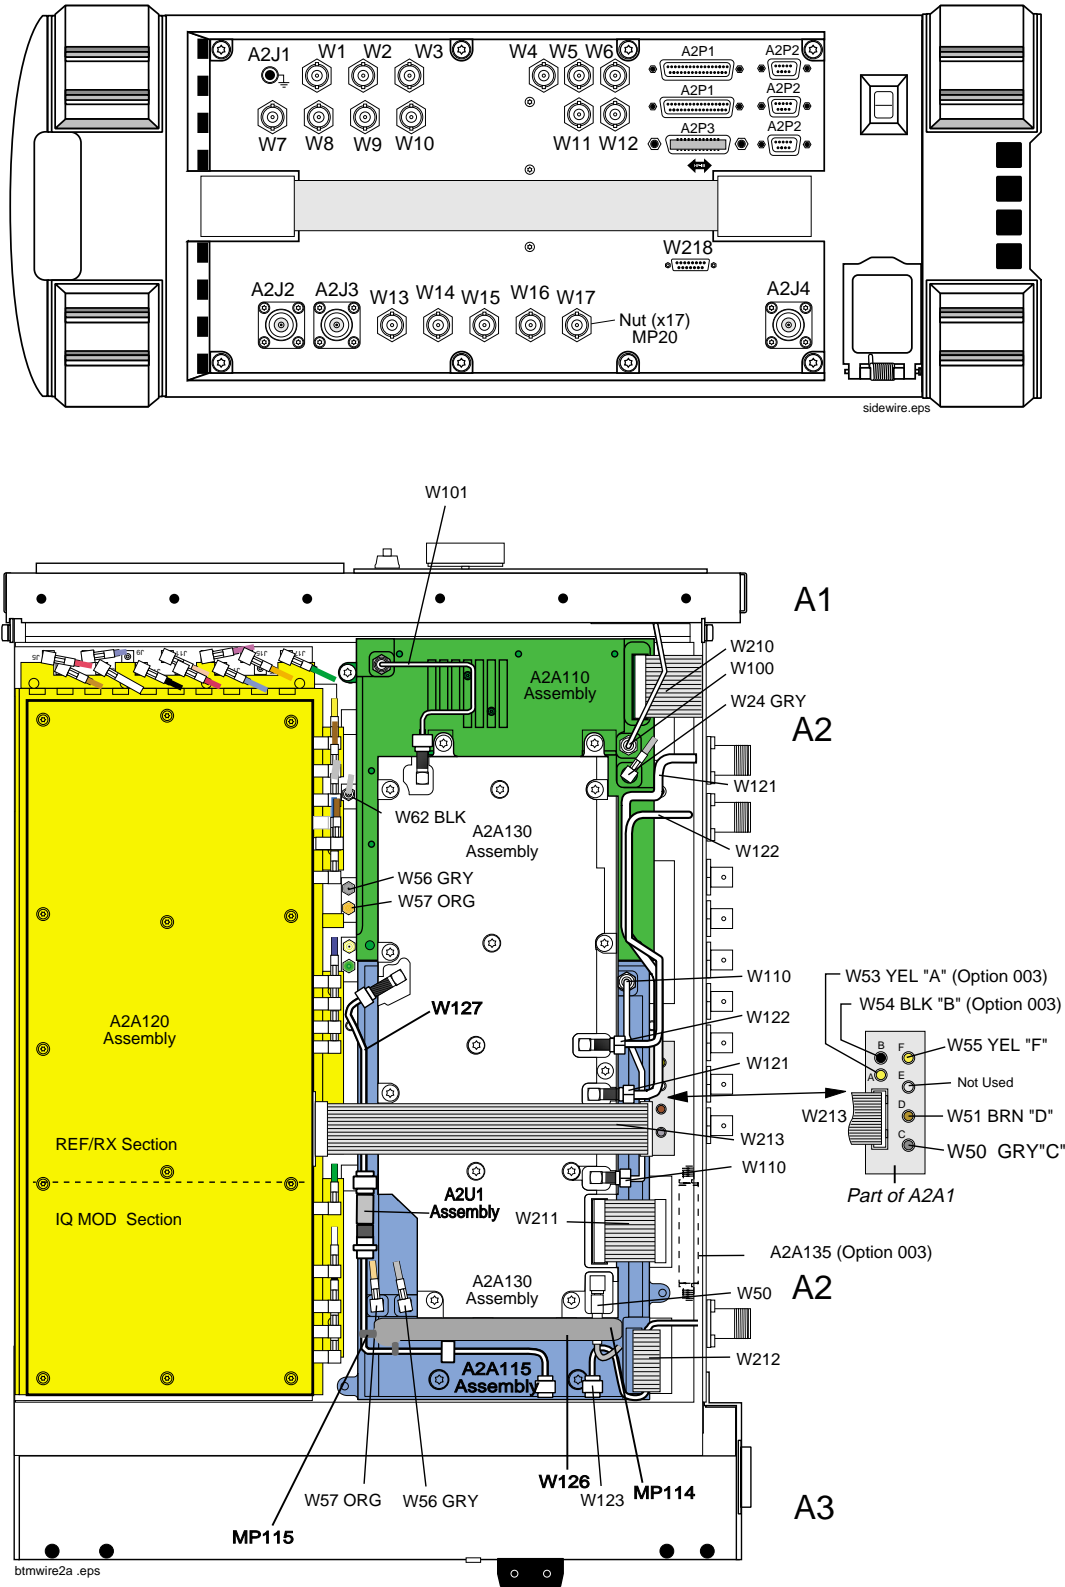 A2J1 W1 W2 W3 W4 W5 W6 A2P1 A2P2
A2P1 A2P2
W7 W8 W9 W10 W11 W12 A2P3 A2P2
W218
A2J2 A2J3 W13 W14 W15 W16 W17 A2J4
Nut (x17)
MP20
sidewire.eps
W101
A1
W210
W100
A2A110
Assembly
W24 GRY
A2
W121
W62 BLK
A2A130
Assembly
W122
W56 GRY
W57 ORG
W110
W53 YEL "A" (Option 003)
W54 BLK "B" (Option 003)
W127
A2A120
Assembly
W122
B F
W55 YEL "F"
W121
A E
Not Used
D
W213
W51 BRN "D"
C
W50 GRY"C"
REF/RX Section
W213
W110
Part of A2A1
A2U1
Assembly
IQ MOD Section
W211
A2A135 (Option 003)
A2A130
Assembly
W50
A2
W212
A2A115
Assembly
W126
W57 ORG W56 GRY W123 MP114
A3
MP115
btmwire2a .eps